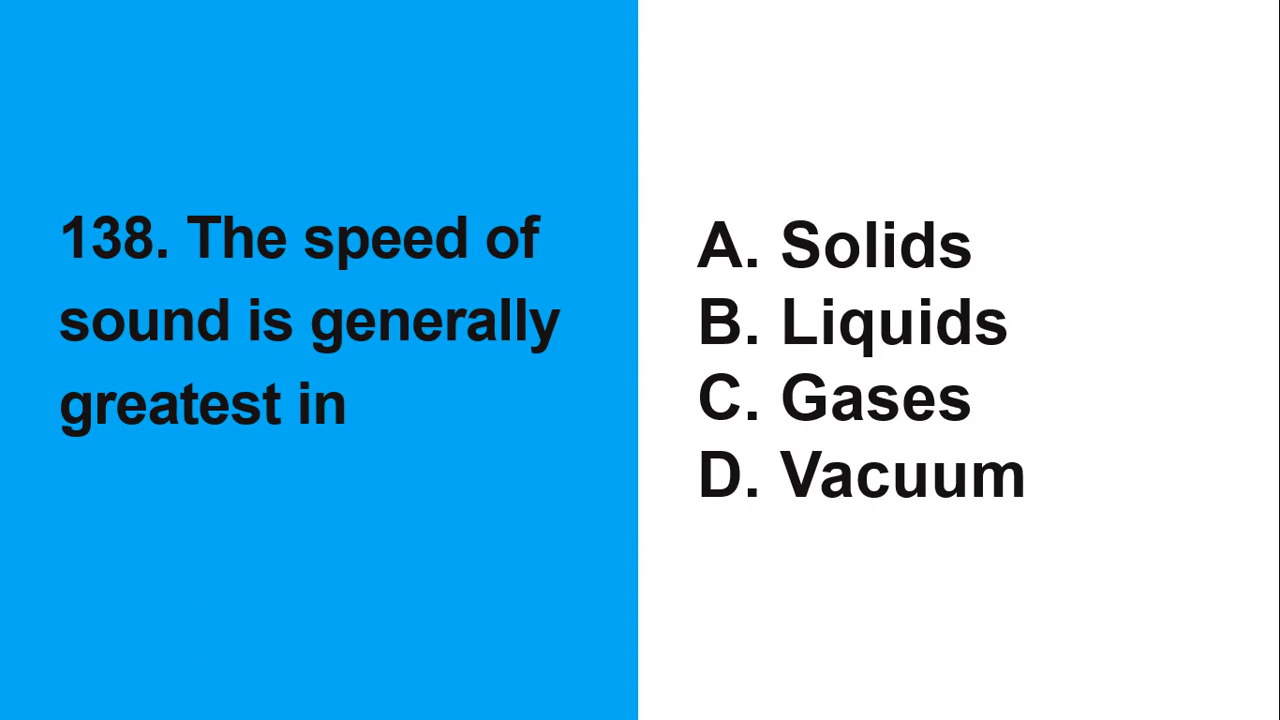 138. The speed of
sound is generally
greatest in
A. Solids
B. Liquids
C. Gases
D. Vacuum